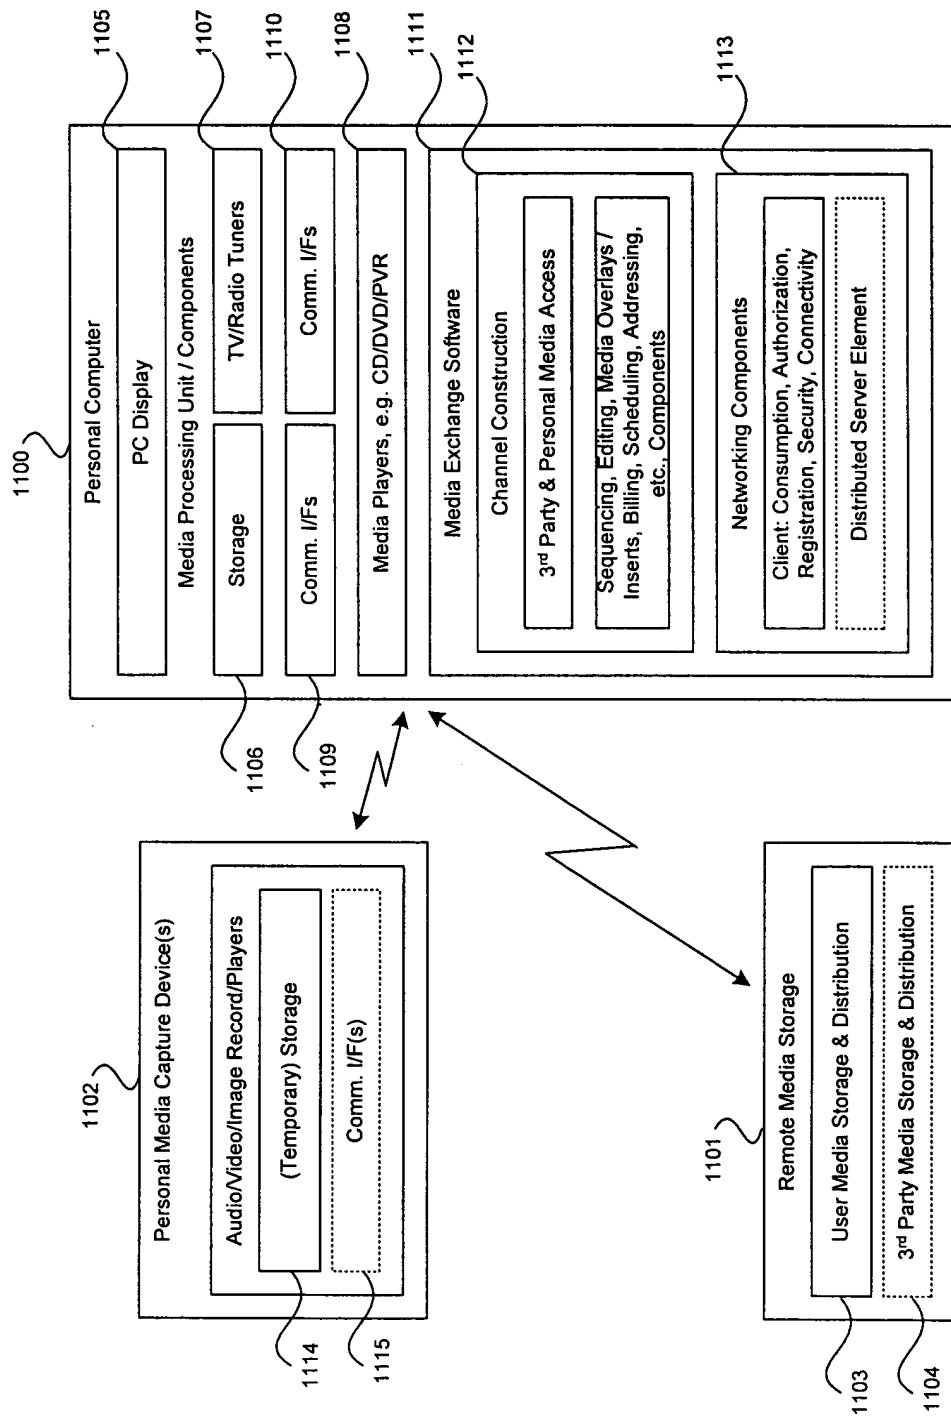 1100
Personal Computer
PC Display
1105
Media Processing Unit / Components
Storage
TV/Radio Tuners
1106
1107
Comm. I/Fs
Comm. I/Fs
1109
1110
Media Players, e.g. CD/DVD/PVR
1108
Media Exchange Software
1111
Channel Construction
1112
3rd Party & Personal Media Access
Sequencing, Editing, Media Overlays /
Inserts, Billing, Scheduling, Addressing,
etc., Components
Networking Components
1113
Client: Consumption, Authorization,
Registration, Security, Connectivity
Distributed Server Element
1102
Personal Media Capture Device(s)
Audio/Video/Image Record/Players
(Temporary) Storage
1114
Comm. I/F(s)
1115
1101
Remote Media Storage
User Media Storage & Distribution
1103
3rd Party Media Storage & Distribution
1104